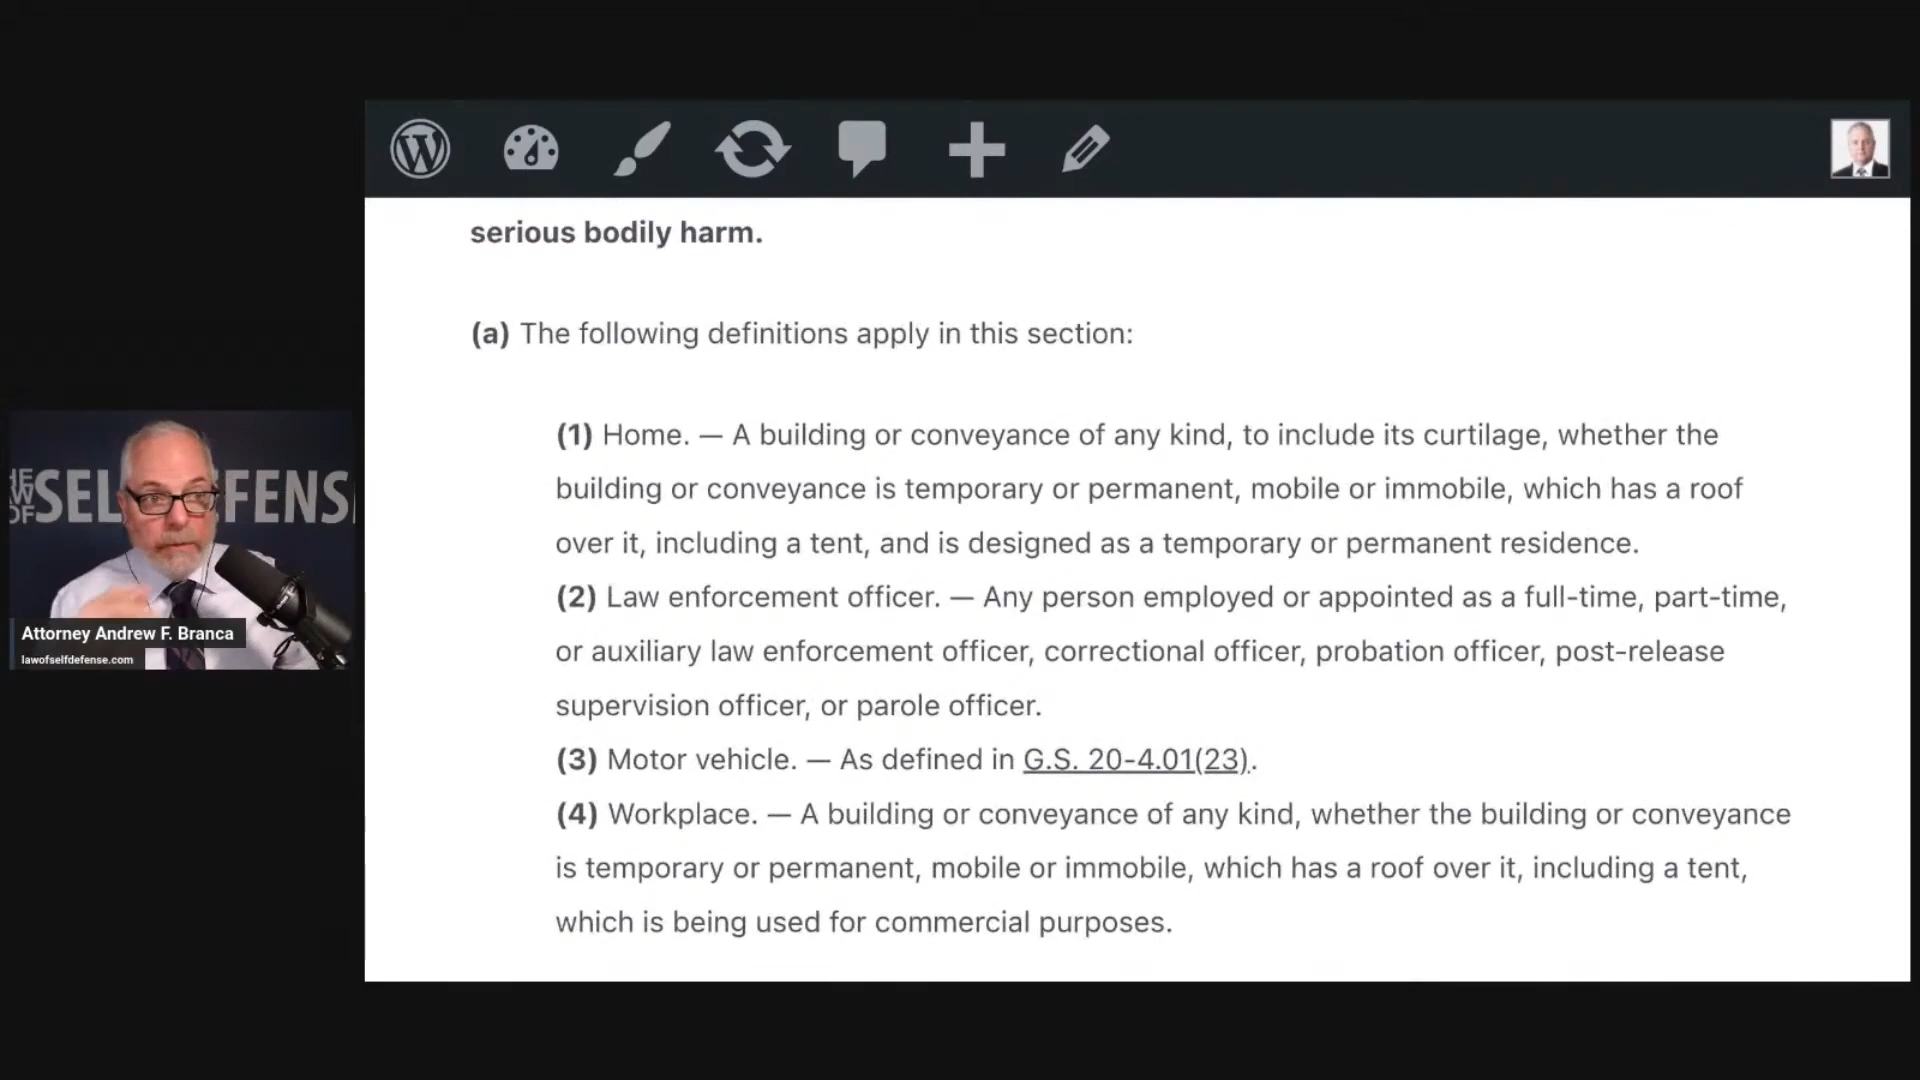 serious bodily harm.
(a) The following definitions apply in this section:
(1) Home. — A building or conveyance of any kind, to include its curtilage, whether the
building or conveyance is temporary or permanent, mobile or immobile, which has a roof
over it, including a tent, and is designed as a temporary or permanent residence.
(2) Law enforcement officer. — Any person employed or appointed as a full-time, part-time,
or auxiliary law enforcement officer, correctional officer, probation officer, post-release
supervision officer, or parole officer.
(3) Motor vehicle. — As defined in G.S. 20-4.01(23).
(4) Workplace. — A building or conveyance of any kind, whether the building or conveyance
is temporary or permanent, mobile or immobile, which has a roof over it, including a tent,
which is being used for commercial purposes.
OF
SEL FENS
Attorney Andrew F. Branca
lawofselfdefense.com